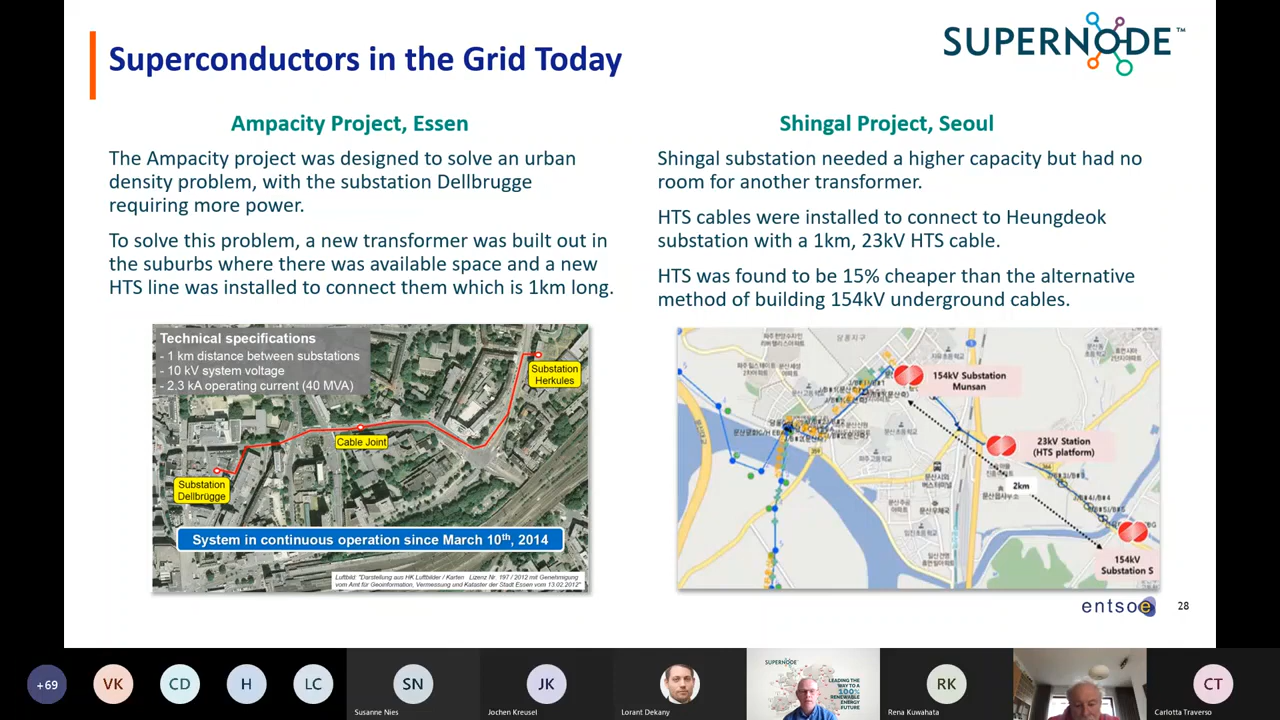 Superconductors in the Grid Today
SUPERNODE™
Ampacity Project, Essen
The Ampacity project was designed to solve an urban
density problem, with the substation Dellbrugge
requiring more power.
To solve this problem, a new transformer was built out in
the suburbs where there was available space and a new
HTS line was installed to connect them which is 1km long.
Shingal Project, Seoul
Shingal substation needed a higher capacity but had no
room for another transformer.
HTS cables were installed to connect to Heungdeok
substation with a 1km, 23kV HTS cable.
HTS was found to be 15% cheaper than the alternative
method of building 154kV underground cables.
Technical specifications
- 1 km distance between substations
- 10 kV system voltage
- 2.3 kA operating current (40 MVA)
Substation
Herkules
Cable Joint
Substation
Dellbrügge
System in continuous operation since March 10th, 2014
Luftbild: "Darstellung aus HK Luftbilder / Karten Lizenz Nr. 197 / 2012 mit Genehmigung
vom Amt für Geoinformation, Vermessung und Kataster der Stadt Essen vom 13.02.2012"
154kV Substation
Munsan
23kV Station
(HTS platform)
2km
154kV
Substation S
entsoe
28
+69
VK
CD
H
LC
SN
Susanne Nies
JK
Jochen Kreusel
Lorant Dekany
SUPERNODE
LEADING THE
WAY TO A
100%
RENEWABLE
ENERGY
FUTURE
RK
Rena Kuwahata
CT
Carlotta Traverso